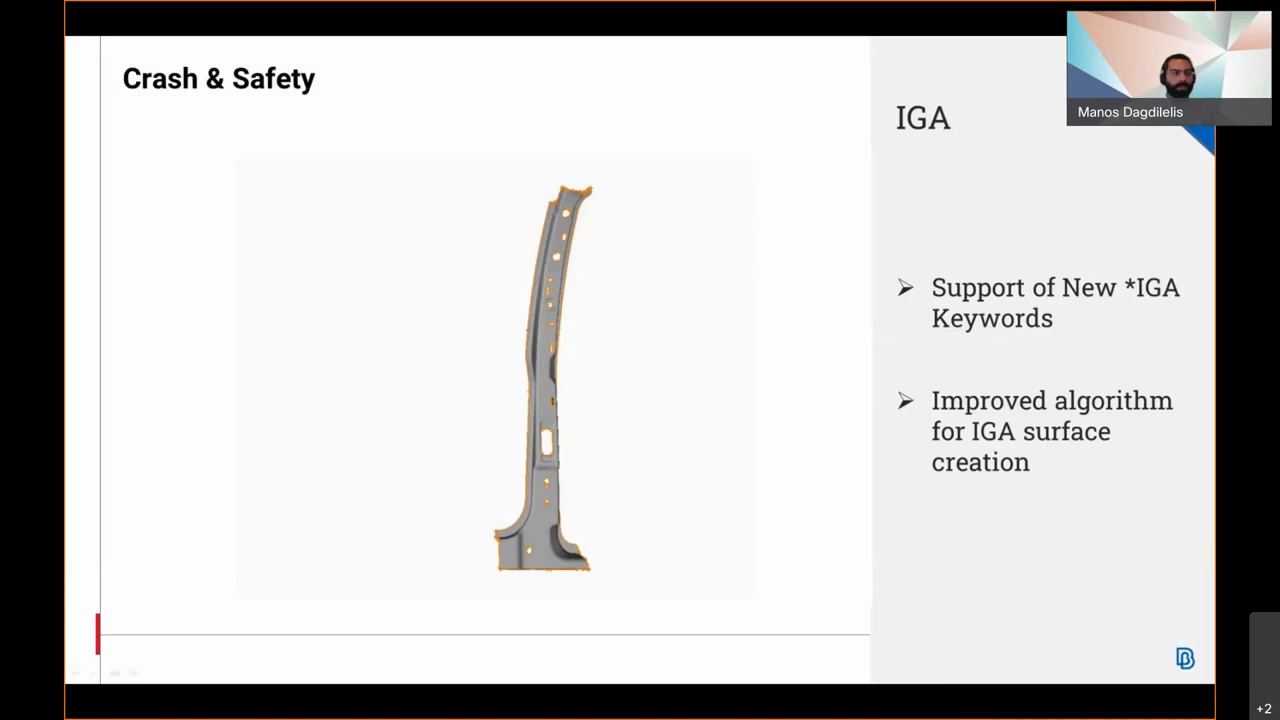 Crash & Safety
IGA
Manos Dagdilelis
➢ Support of New *IGA
Keywords
➢ Improved algorithm
for IGA surface
creation
+2